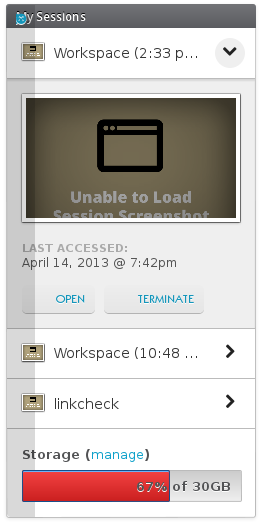 My Sessions
Workspace (2:33 p...
Unable to Load
Session Screenshot
LAST ACCESSED:
April 14, 2013 @ 7:42pm
OPEN TERMINATE
Workspace (10:48 ...
linkcheck
Storage (manage)
67% of 30GB